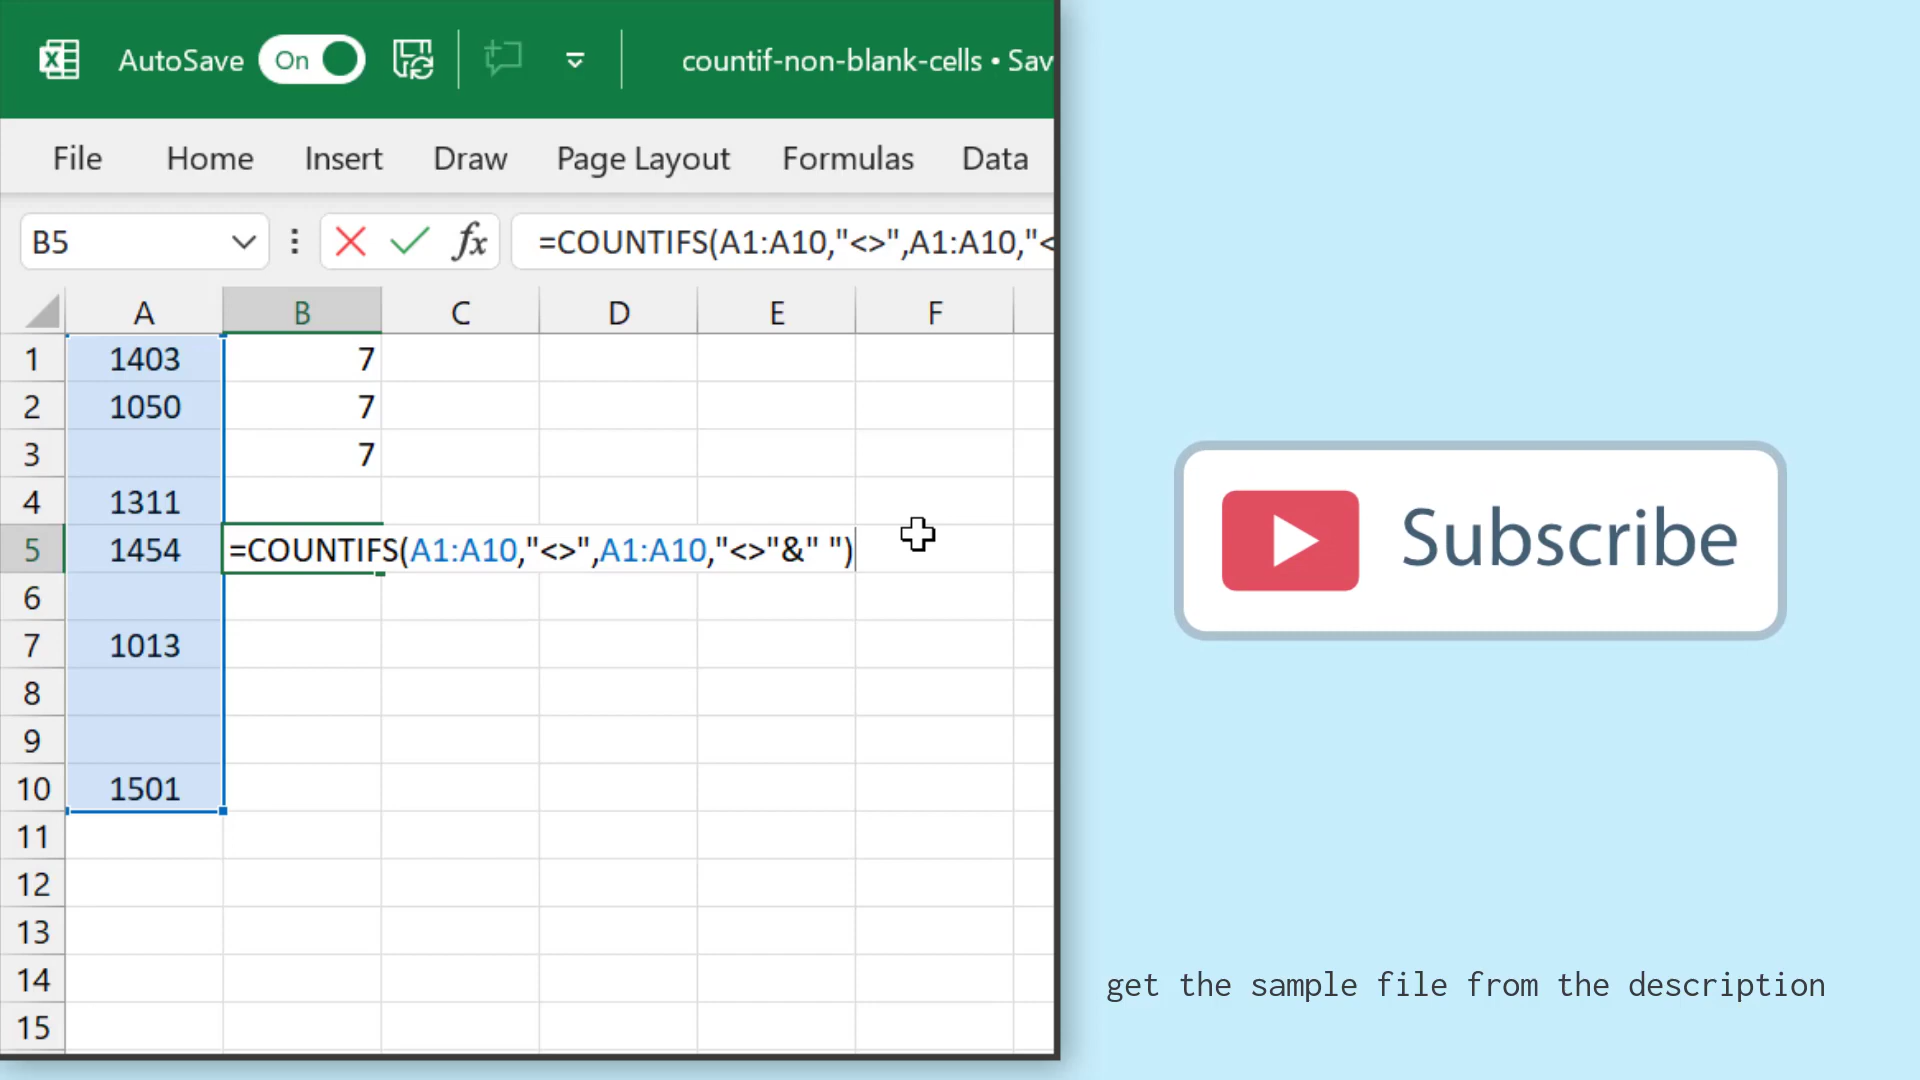 AutoSave On countif-non-blank-cells • Sav
File Home Insert Draw Page Layout Formulas Data
B5 fx =COUNTIFS(A1:A10,"<>",A1:A10,"<
A B C D E F
1 1403 7
2 1050 7
3 7
4 1311
5 1454 =COUNTIFS(A1:A10,"<>",A1:A10,"<>"&" ")
6
7 1013
8
9
10 1501
11
12
13
14
15
Subscribe
get the sample file from the description